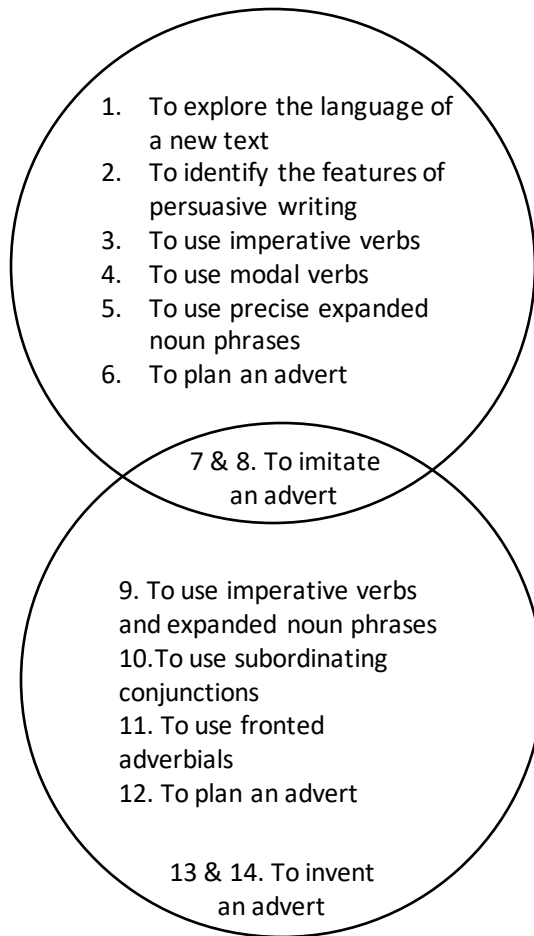 1. To explore the language of
a new text
2. To identify the features of
persuasive writing
3. To use imperative verbs
4. To use modal verbs
5. To use precise expanded
noun phrases
6. To plan an advert
7 & 8. To imitate
an advert
9. To use imperative verbs
and expanded noun phrases
10.To use subordinating
conjunctions
11. To use fronted
adverbials
12. To plan an advert
13 & 14. To invent
an advert